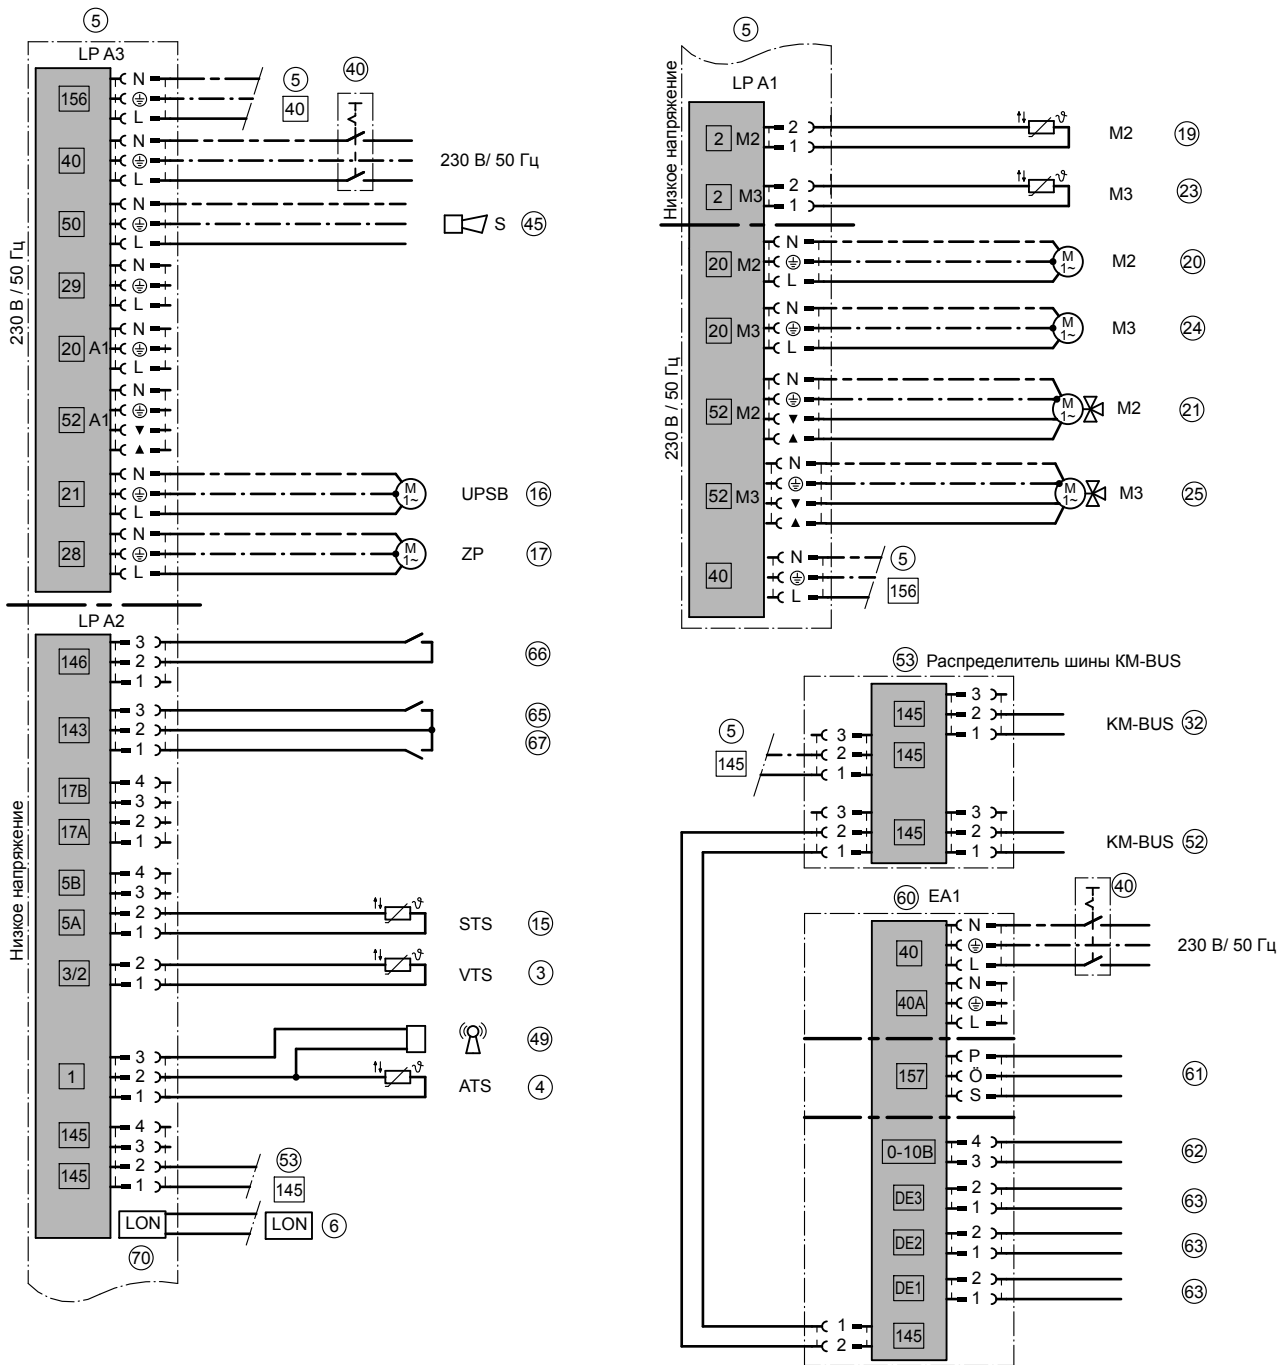 5
LP A3
230 В / 50 Гц
156
N
L
5
40
40
40
N
L
230 В/ 50 Гц
50
N
L
S 45
29
N
L
20 A1
N
L
52 A1
N
▼
▲
21
N
L
M
1~
UPSB 16
28
N
L
M
1~
ZP 17
LP A2
Низкое напряжение
146
3
2
1
66
143
3
2
1
65
67
17B
4
3
17A
2
1
5B
4
3
5A
2
1
ϑ
STS 15
3/2
2
1
ϑ
VTS 3
1
3
2
1
49
ϑ
ATS 4
145
4
3
145
2
1
53
145
LON
LON 6
70
5
LP A1
Низкое напряжение
2 M2
2
1
ϑ
M2 19
2 M3
2
1
ϑ
M3 23
230 В / 50 Гц
20 M2
N
L
M
1~
M2 20
20 M3
N
L
M
1~
M3 24
52 M2
N
▼
▲
M
1~
M2 21
52 M3
N
▼
▲
M
1~
M3 25
40
N
L
5
156
53 Распределитель шины KM-BUS
145
3
2
1
KM-BUS 32
5
145
3
2
1
145
3
2
1
145
3
2
1
KM-BUS 52
60 EA1
40
40
N
L
230 В/ 50 Гц
40A
N
L
157
P
Ö
S
61
0-10В
4
3
62
DE3
2
1
63
DE2
2
1
63
DE1
2
1
63
1
2
145